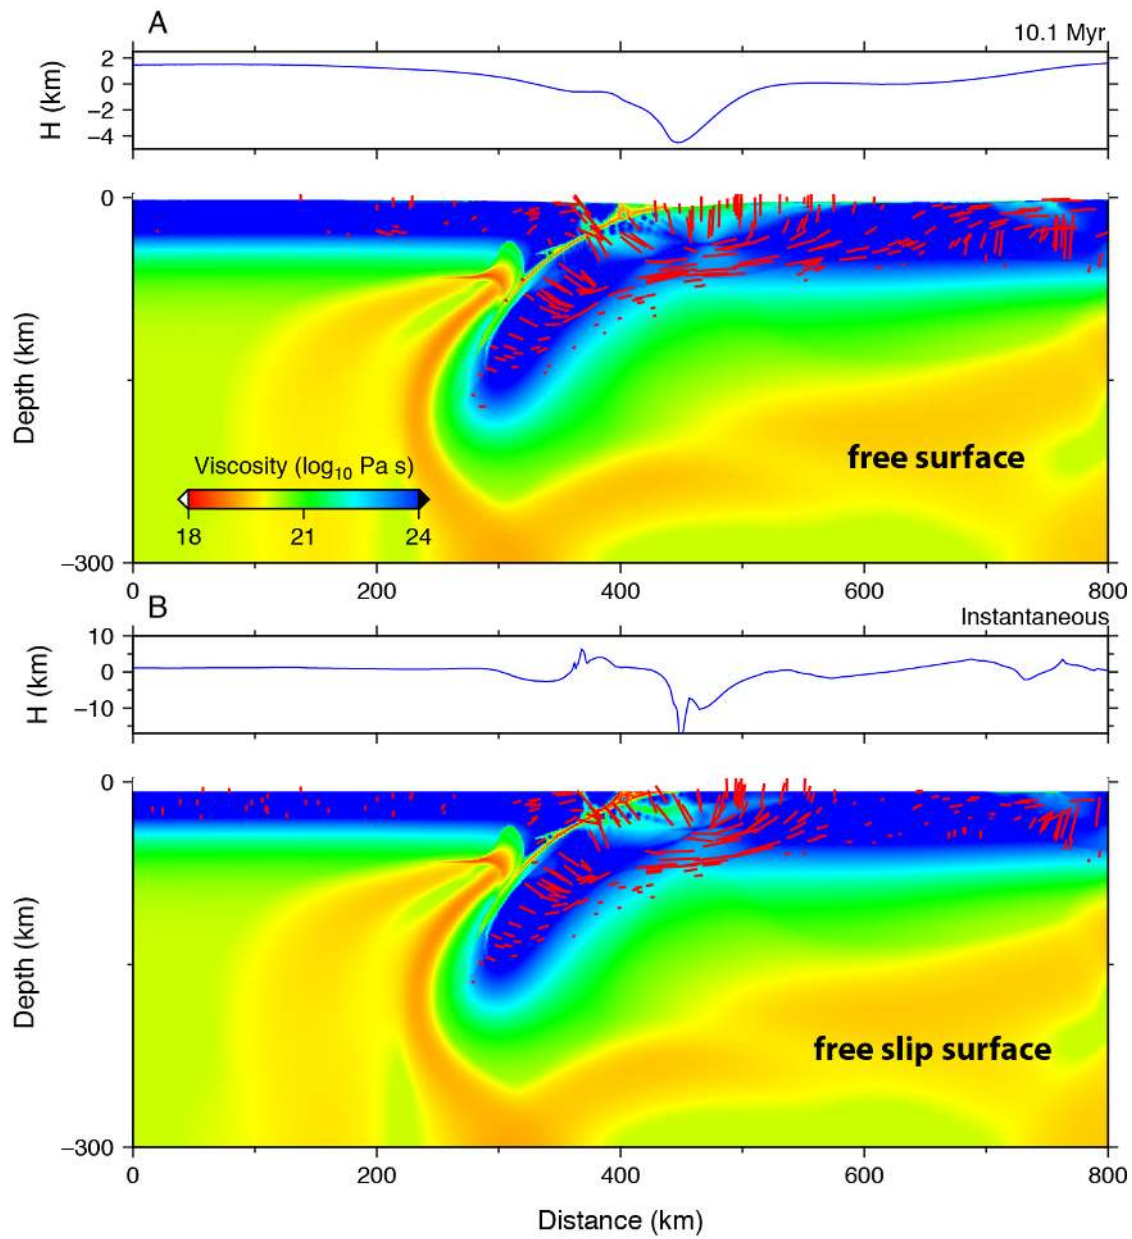 A
10.1 Myr
2
0
−2
−4
H (km)
0
−300
Depth (km)
free surface
Viscosity (log10 Pa s)
18 21 24
0 200 400 600 800
B
Instantaneous
10
0
−10
H (km)
0
−300
Depth (km)
free slip surface
0 200 400 600 800
Distance (km)